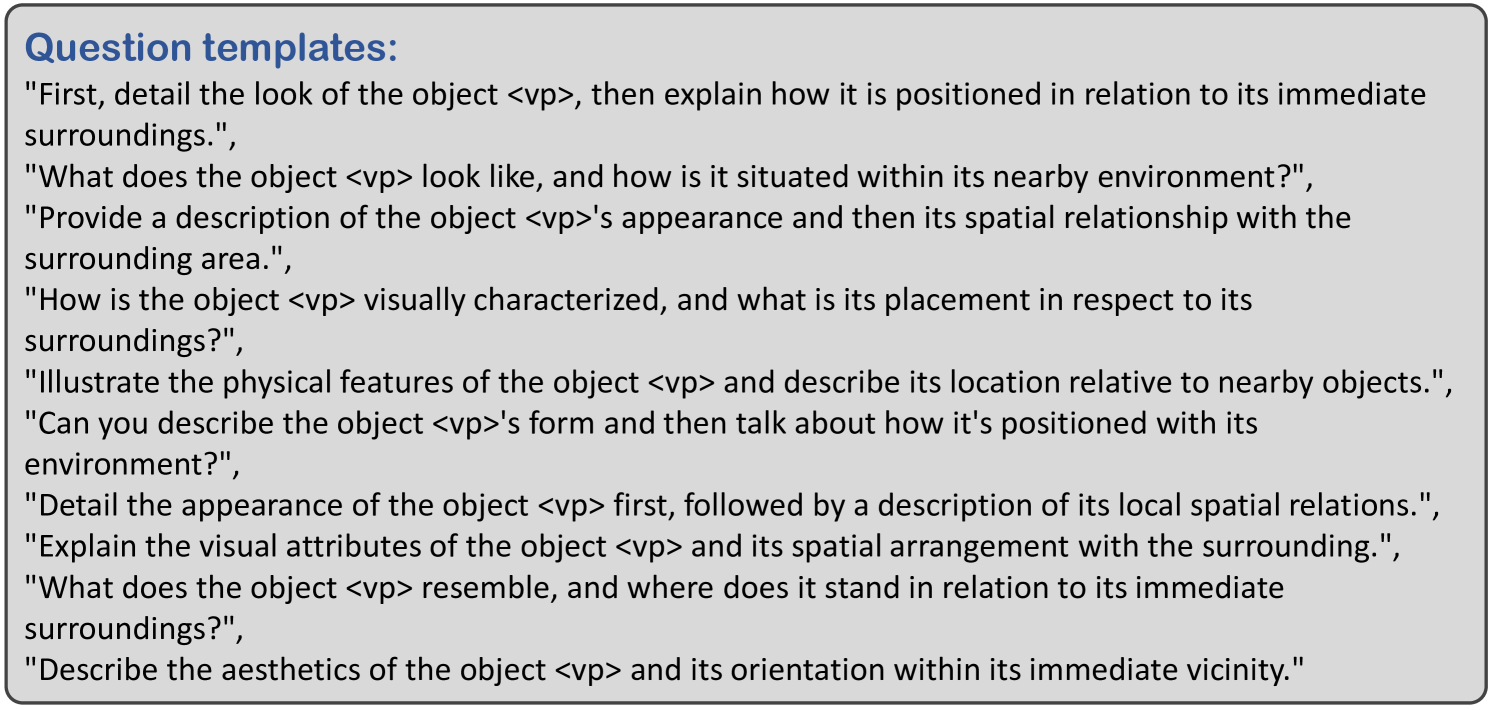 Question templates:
"First, detail the look of the object <vp>, then explain how it is positioned in relation to its immediate
surroundings.",
"What does the object <vp> look like, and how is it situated within its nearby environment?",
"Provide a description of the object <vp>'s appearance and then its spatial relationship with the
surrounding area.",
"How is the object <vp> visually characterized, and what is its placement in respect to its
surroundings?",
"Illustrate the physical features of the object <vp> and describe its location relative to nearby objects.",
"Can you describe the object <vp>'s form and then talk about how it's positioned with its
environment?",
"Detail the appearance of the object <vp> first, followed by a description of its local spatial relations.",
"Explain the visual attributes of the object <vp> and its spatial arrangement with the surrounding.",
"What does the object <vp> resemble, and where does it stand in relation to its immediate
surroundings?",
"Describe the aesthetics of the object <vp> and its orientation within its immediate vicinity."